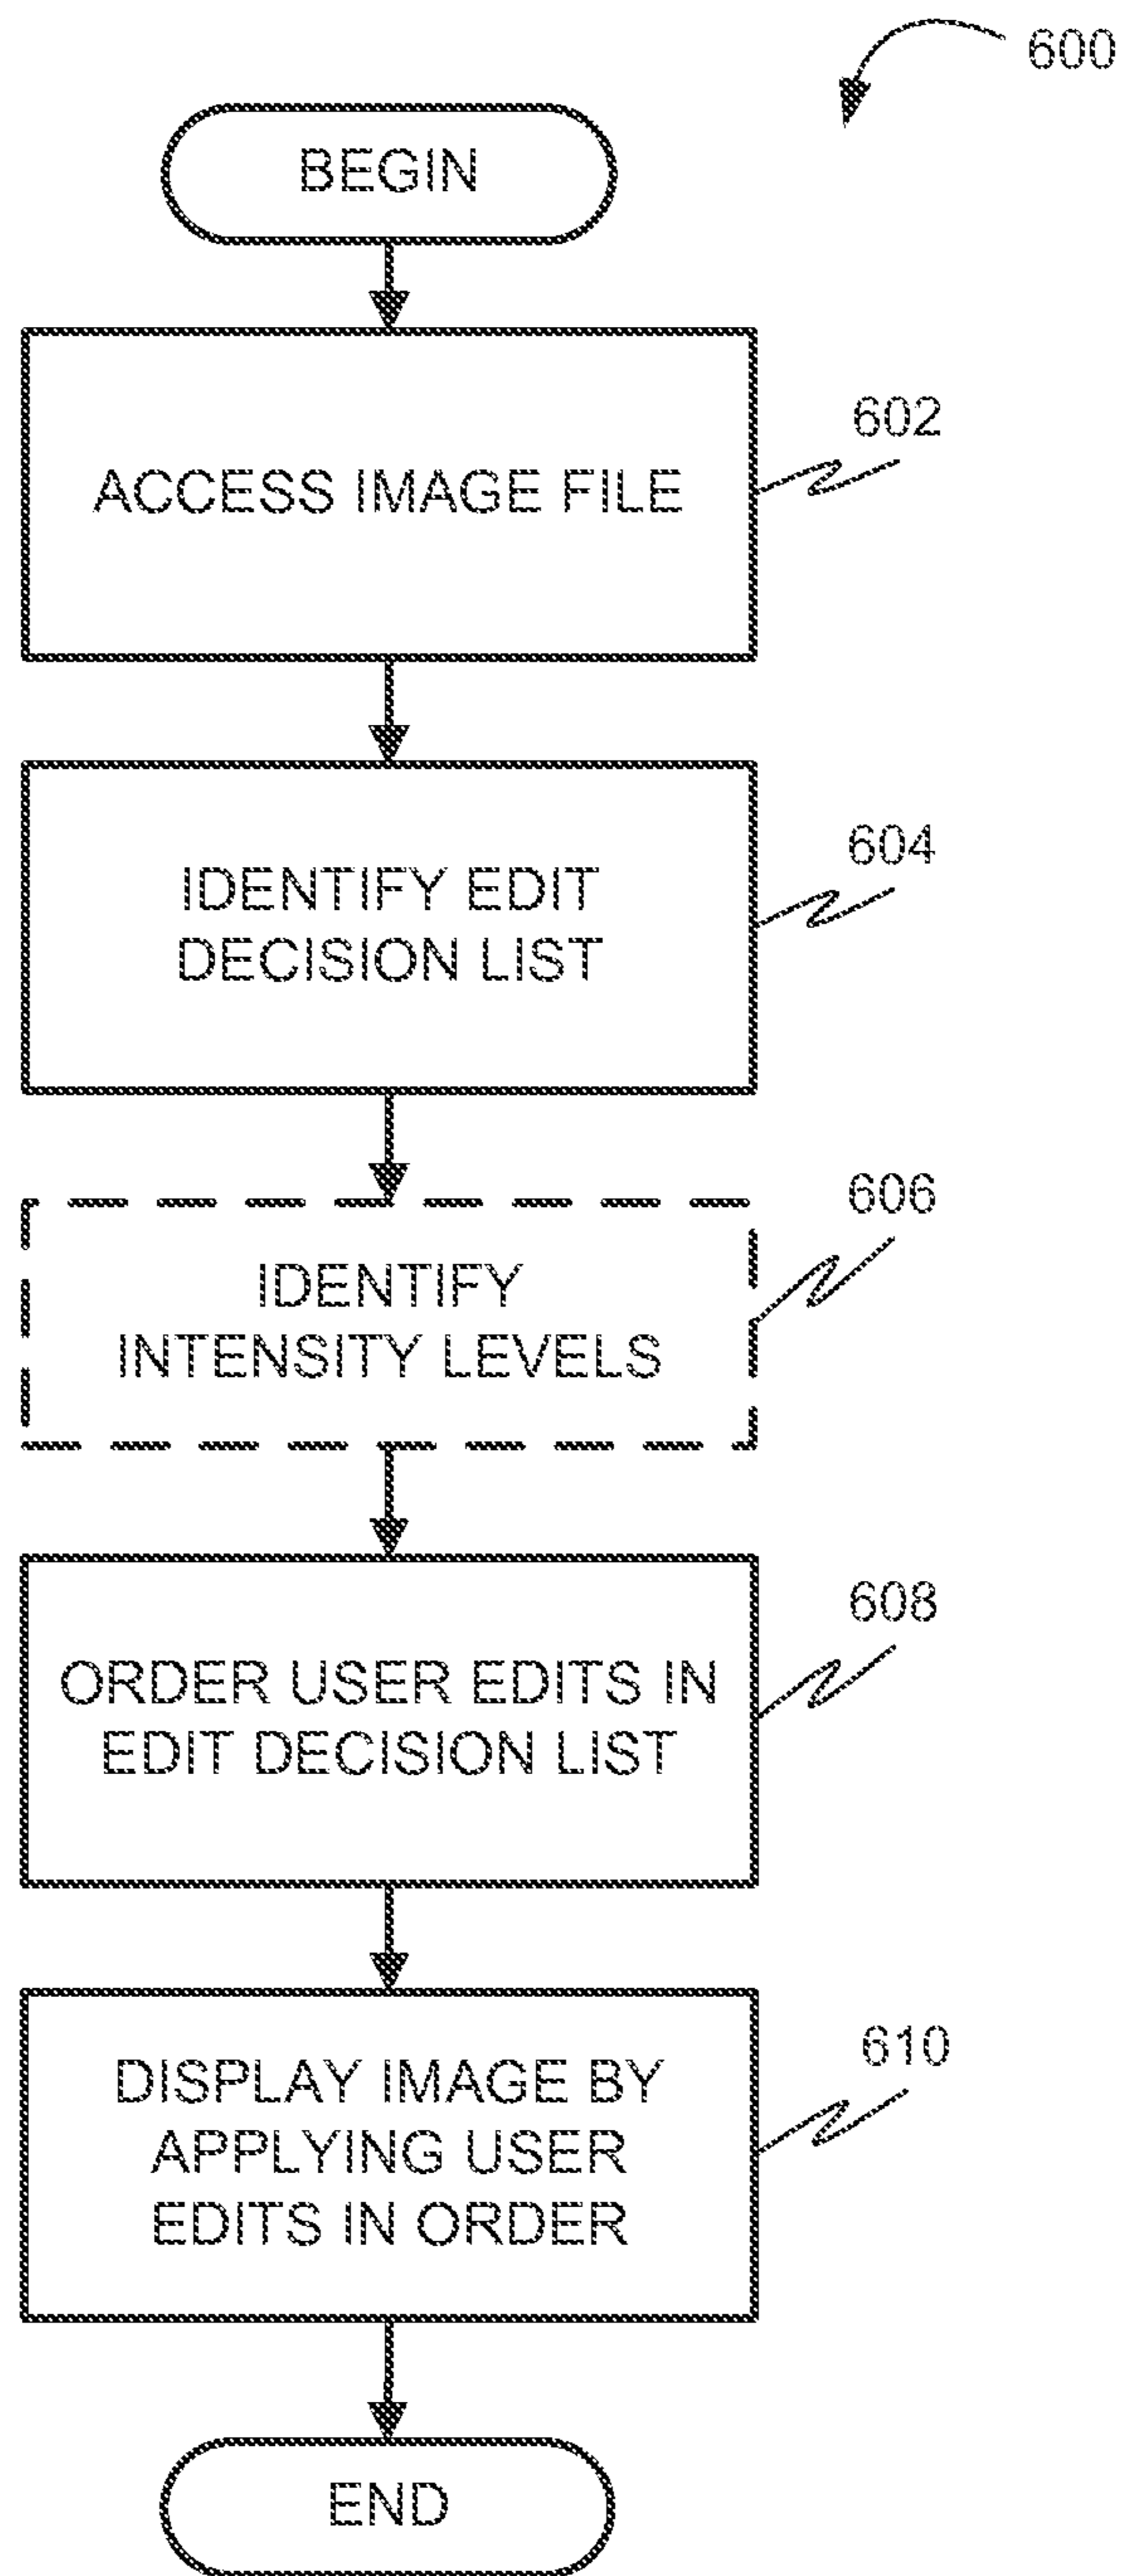 600
BEGIN
602
ACCESS IMAGE FILE
604
IDENTIFY EDIT
DECISION LIST
606
IDENTIFY
INTENSITY LEVELS
608
ORDER USER EDITS IN
EDIT DECISION LIST
610
DISPLAY IMAGE BY
APPLYING USER
EDITS IN ORDER
END